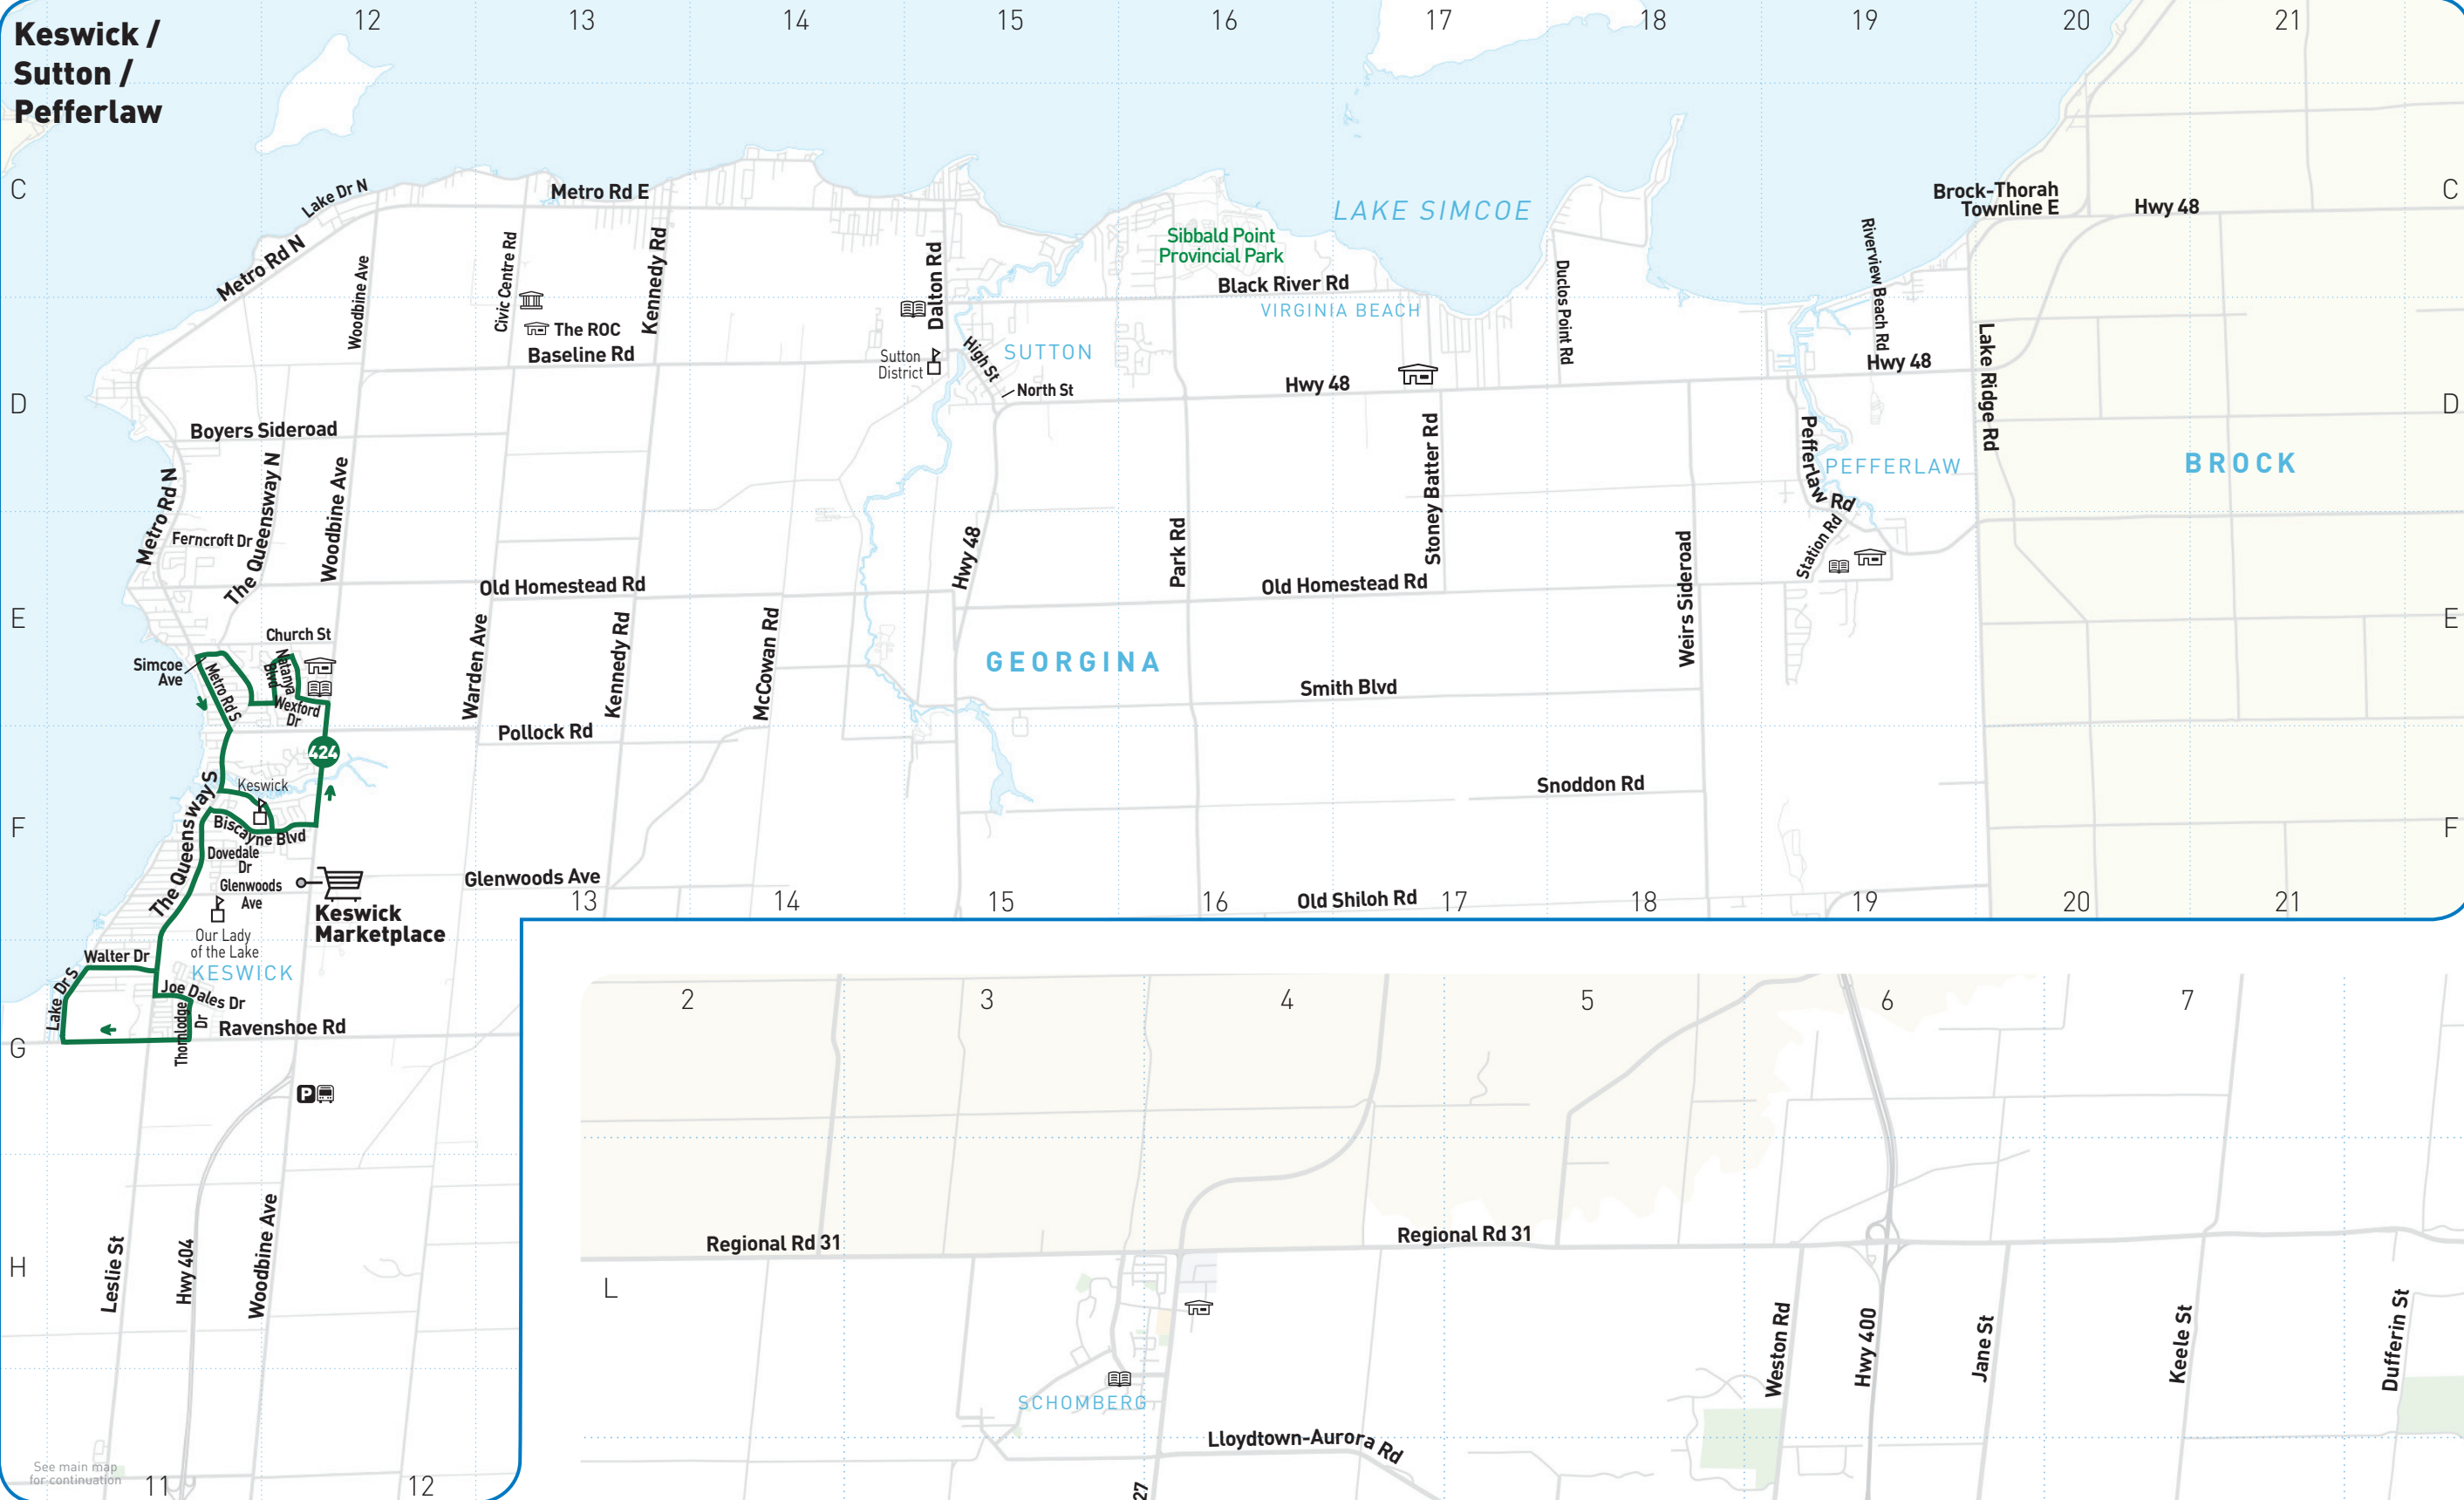 Keswick /
Sutton /
Pefferlaw
12
13
14
15
16
17
18
19
20
21
C
Lake Dr N
Metro Rd E
LAKE SIMCOE
Brock-Thorah
Townline E
Hwy 48
C
Metro Rd N
Woodbine Ave
Civic Centre Rd
Kennedy Rd
Dalton Rd
Sibbald Point
Provincial Park
Black River Rd
VIRGINIA BEACH
Duclos Point Rd
Riverview Beach Rd
The ROC
Baseline Rd
Sutton
District
High St
SUTTON
North St
Hwy 48
Hwy 48
Lake Ridge Rd
D
D
Boyers Sideroad
Metro Rd N
The Queensway N
Woodbine Ave
Stoney Batter Rd
Pefferlaw Rd
PEFFERLAW
BROCK
Ferncroft Dr
Hwy 48
Park Rd
Weirs Sideroad
Station Rd
Old Homestead Rd
Old Homestead Rd
E
E
Church St
Simcoe
Ave
Metro Rd S
Natanya
Blvd
Wexford
Dr
Warden Ave
Kennedy Rd
McCowan Rd
GEORGINA
Smith Blvd
Pollock Rd
424
Keswick
Snoddon Rd
The Queensway S
Biscayne Blvd
F
F
Dovedale
Dr
Glenwoods
Ave
Glenwoods Ave
Keswick
Marketplace
13
14
15
16
Old Shiloh Rd
17
18
19
20
21
Our Lady
of the Lake
Walter Dr
KESWICK
Lake Dr S
Joe Dales Dr
Thornlodge
Dr
Ravenshoe Rd
G
P
2
3
4
5
6
7
Leslie St
Hwy 404
Woodbine Ave
H
Regional Rd 31
Regional Rd 31
L
SCHOMBERG
Weston Rd
Hwy 400
Jane St
Keele St
Dufferin St
Lloydtown-Aurora Rd
27
See main map
for continuation
11
12